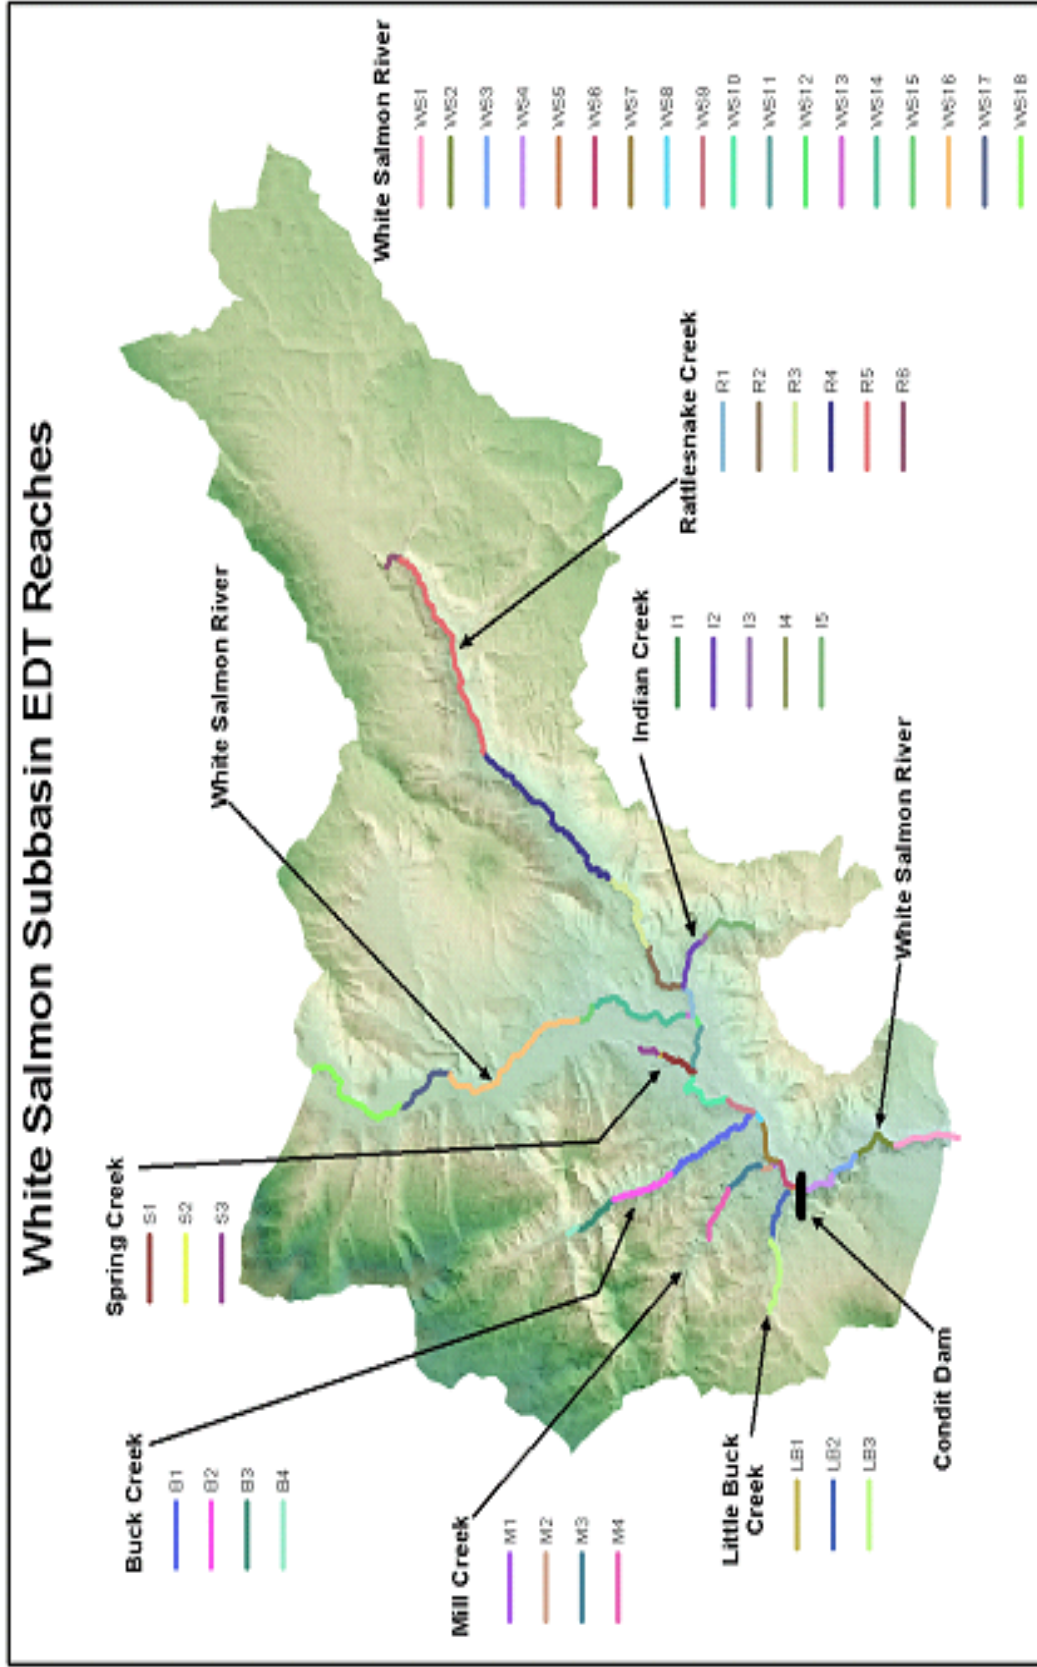 White Salmon Subbasin EDT Reaches
Buck Creek
B1
B2
B3
B4
Spring Creek
S1
S2
S3
White Salmon River
White Salmon River
WS1
WS2
WS3
WS4
WS5
WS6
WS7
WS8
WS9
WS10
WS11
WS12
WS13
WS14
WS15
WS16
WS17
WS18
Mill Creek
M1
M2
M3
M4
Little Buck
Creek
LB1
LB2
LB3
Condit Dam
White Salmon River
Indian Creek
I1
I2
I3
I4
I5
Rattlesnake Creek
R1
R2
R3
R4
R5
R6